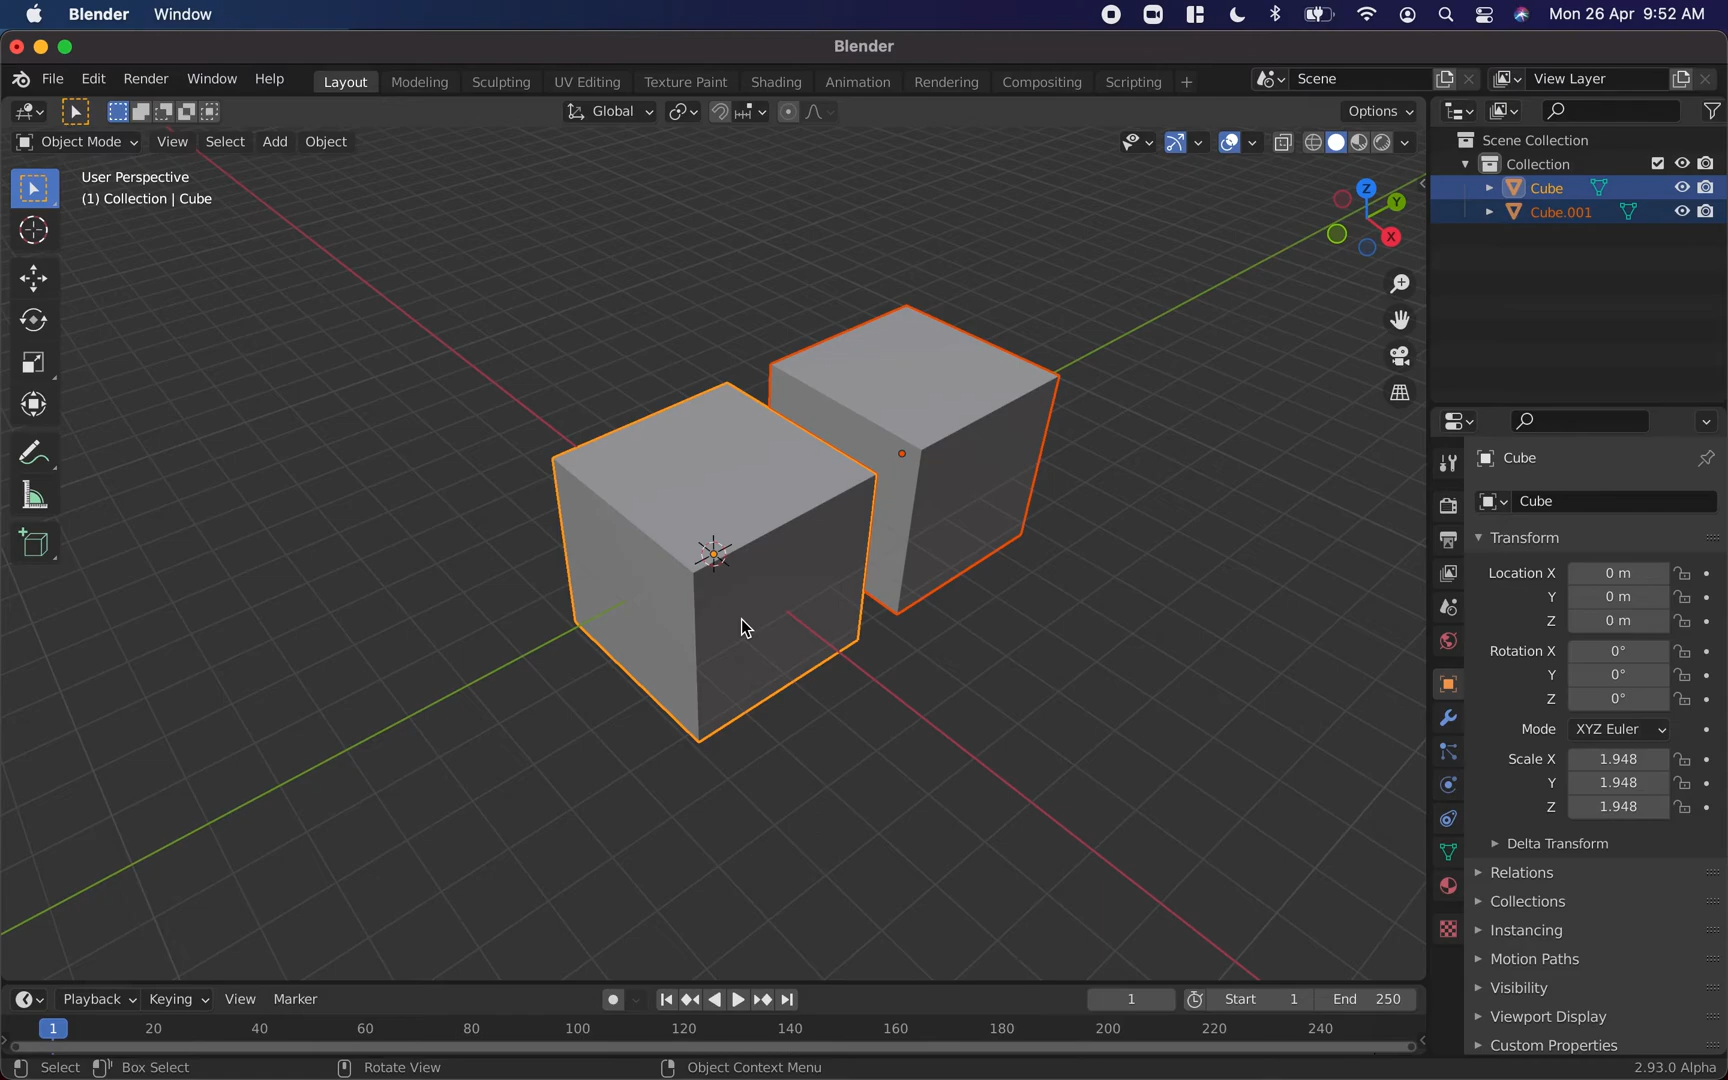 Blender Window Mon 26 Apr 9:52 AM
Blender
File Edit Render Window Help Layout Modeling Sculpting UV Editing Texture Paint Shading Animation Rendering Compositing Scripting + Scene View Layer
Global Options
Object Mode View Select Add Object
Scene Collection
Collection
Cube
Cube.001
User Perspective
(1) Collection | Cube
Z
Y
X
Cube
Cube
Transform
Location X 0 m
Y 0 m
Z 0 m
Rotation X 0°
Y 0°
Z 0°
Mode XYZ Euler
Scale X 1.948
Y 1.948
Z 1.948
Delta Transform
Relations
Collections
Instancing
Motion Paths
Visibility
Viewport Display
Custom Properties
Playback Keying View Marker 1 Start 1 End 250
1 20 40 60 80 100 120 140 160 180 200 220 240
Select Box Select Rotate View Object Context Menu 2.93.0 Alpha